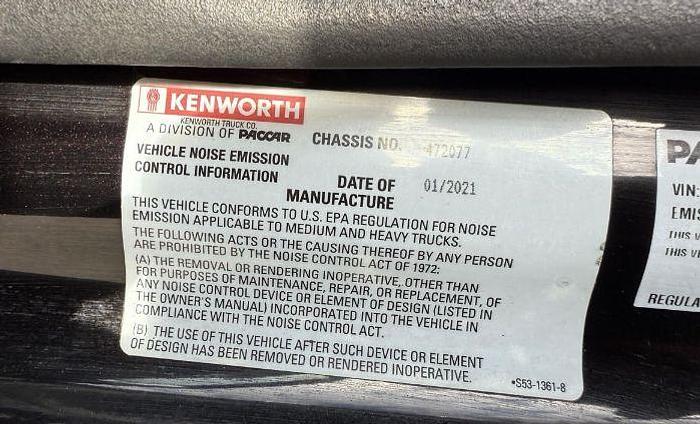 KENWORTH
KENWORTH TRUCK CO.
A DIVISION OF PACCAR
CHASSIS NO. 472077
VEHICLE NOISE EMISSION
CONTROL INFORMATION
DATE OF 01/2021
MANUFACTURE
THIS VEHICLE CONFORMS TO U.S. EPA REGULATION FOR NOISE
EMISSION APPLICABLE TO MEDIUM AND HEAVY TRUCKS.
THE FOLLOWING ACTS OR THE CAUSING THEREOF BY ANY PERSON
ARE PROHIBITED BY THE NOISE CONTROL ACT OF 1972:
(A) THE REMOVAL OR RENDERING INOPERATIVE, OTHER THAN
FOR PURPOSES OF MAINTENANCE, REPAIR, OR REPLACEMENT, OF
ANY NOISE CONTROL DEVICE OR ELEMENT OF DESIGN (LISTED IN
THE OWNER'S MANUAL) INCORPORATED INTO THE VEHICLE IN
COMPLIANCE WITH THE NOISE CONTROL ACT.
(B) THE USE OF THIS VEHICLE AFTER SUCH DEVICE OR ELEMENT
OF DESIGN HAS BEEN REMOVED OR RENDERED INOPERATIVE.
•S53-1361-8
PA
VIN:
EMIS
THIS V
THIS VE
REGULA